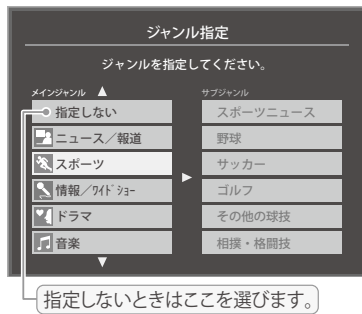 ジャンル指定
ジャンルを指定してください。
メインジャンル
指定しない
ニュース／報道
スポーツ
情報／ﾜｲﾄﾞｼｮｰ
ドラマ
音楽
サブジャンル
スポーツニュース
野球
サッカー
ゴルフ
その他の球技
相撲・格闘技
指定しないときはここを選びます。